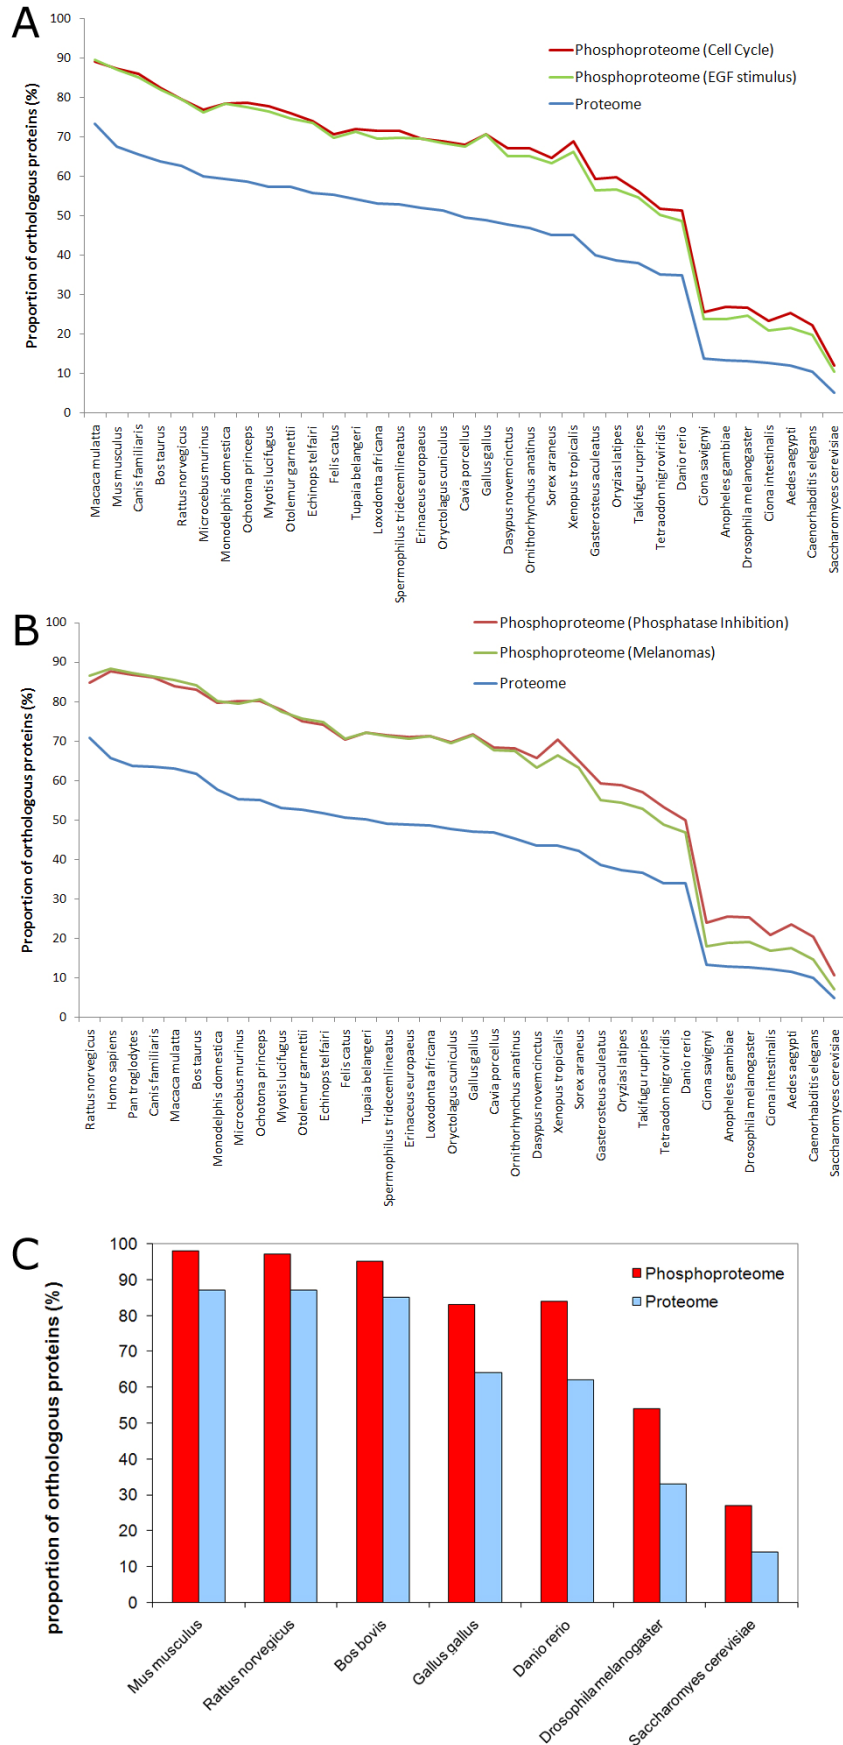 A
100
90
80
70
60
50
40
30
20
10
0
Proportion of orthologous proteins (%)
Phosphoproteome (Cell Cycle)
Phosphoproteome (EGF stimulus)
Proteome
Macaca mulatta
Mus musculus
Canis familiaris
Bos taurus
Rattus norvegicus
Microcebus murinus
Monodelphis domestica
Ochotona princeps
Myotis lucifugus
Otolemur garnettii
Echinops telfairi
Felis catus
Tupaia belangeri
Loxodonta africana
Spermophilus tridecemlineatus
Erinaceus europaeus
Oryctolagus cuniculus
Cavia porcellus
Gallus gallus
Dasypus novemcinctus
Ornithorhynchus anatinus
Sorex araneus
Xenopus tropicalis
Gasterosteus aculeatus
Oryzias latipes
Takifugu rupripes
Tetraodon nigroviridis
Danio rerio
Ciona savignyi
Anopheles gambiae
Drosophila melanogaster
Ciona intestinalis
Aedes aegypti
Caenorhabditis elegans
Saccharomyces cerevisiae
B
100
90
80
70
60
50
40
30
20
10
0
Proportion of orthologous proteins (%)
Phosphoproteome (Phosphatase Inhibition)
Phosphoproteome (Melanomas)
Proteome
Rattus norvegicus
Homo sapiens
Pan troglodytes
Canis familiaris
Macaca mulatta
Bos taurus
Monodelphis domestica
Microcebus murinus
Ochotona princeps
Myotis lucifugus
Otolemur garnettii
Echinops telfairi
Felis catus
Tupaia belangeri
Spermophilus tridecemlineatus
Erinaceus europaeus
Loxodonta africana
Oryctolagus cuniculus
Gallus gallus
Cavia porcellus
Ornithorhynchus anatinus
Dasypus novemcinctus
Xenopus tropicalis
Sorex araneus
Gasterosteus aculeatus
Oryzias latipes
Takifugu rupripes
Tetraodon nigroviridis
Danio rerio
Ciona savignyi
Anopheles gambiae
Drosophila melanogaster
Ciona intestinalis
Aedes aegypti
Caenorhabditis elegans
Saccharomyces cerevisiae
C
100
90
80
70
60
50
40
30
20
10
0
proportion of orthologous proteins (%)
Phosphoproteome
Proteome
Mus musculus
Rattus norvegicus
Bos bovis
Gallus gallus
Danio rerio
Drosophila melanogaster
Saccharomyes cerevisiae